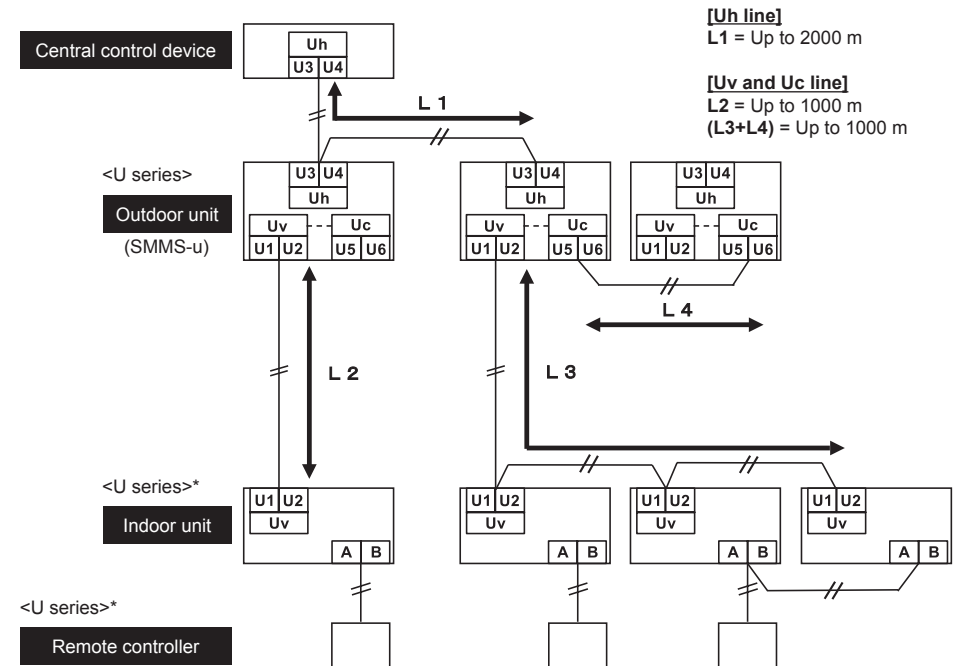 [Uh line]
L1 = Up to 2000 m
[Uv and Uc line]
L2 = Up to 1000 m
(L3+L4) = Up to 1000 m
Central control device
Uh
U3 U4
L 1
<U series>
Outdoor unit
(SMMS-u)
U3 U4
Uh
Uv Uc
U1 U2 U5 U6
U3 U4
Uh
Uv Uc
U1 U2 U5 U6
U3 U4
Uh
Uv Uc
U1 U2 U5 U6
L 4
L 2
L 3
<U series>*
Indoor unit
U1 U2
Uv
A B
U1 U2
Uv
A B
U1 U2
Uv
A B
U1 U2
Uv
A B
<U series>*
Remote controller